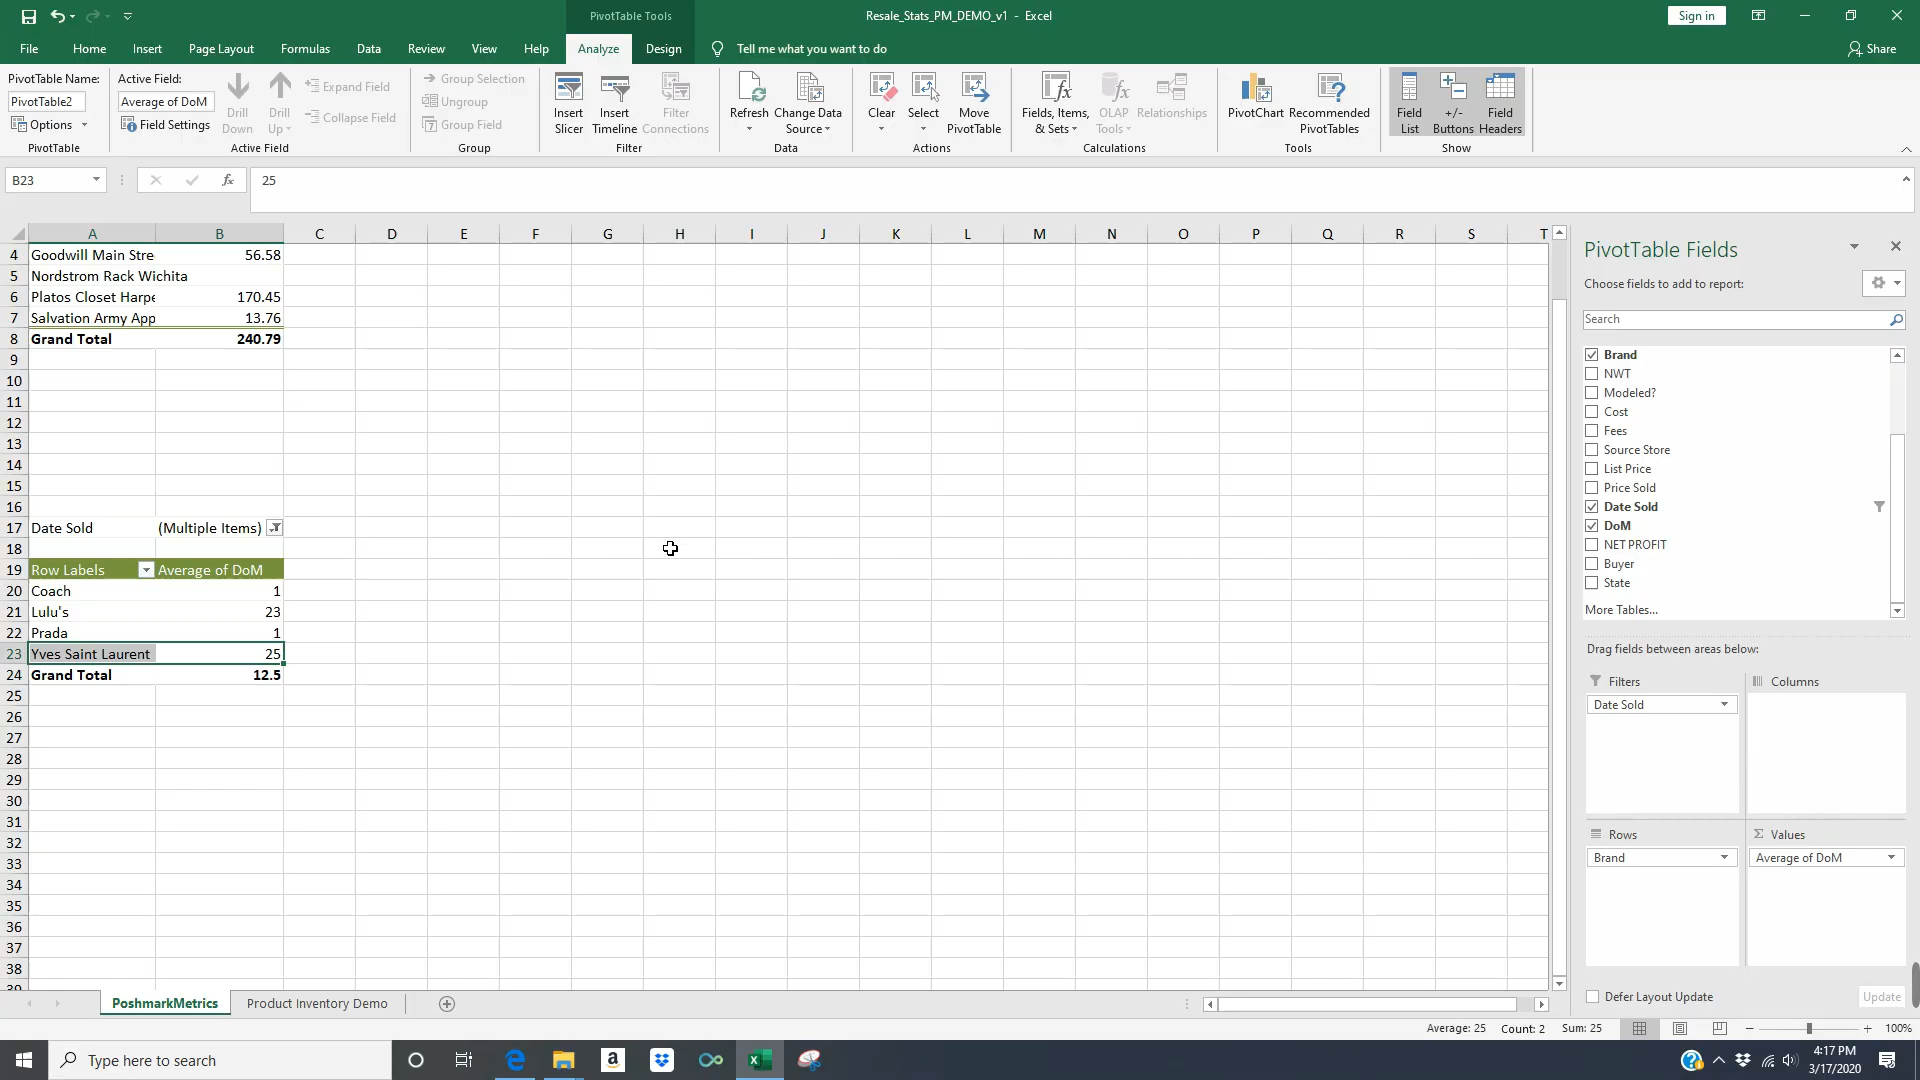 PivotTable Tools
Resale_Stats_PM_DEMO_v1 - Excel
Sign in
File Home Insert Page Layout Formulas Data Review View Help Analyze Design Tell me what you want to do
Share
PivotTable Name:
PivotTable2
Options
PivotTable
Active Field:
Average of DoM
Field Settings
Drill Down
Drill Up
Expand Field
Collapse Field
Active Field
Group Selection
Ungroup
Group Field
Group
Insert Slicer
Insert Timeline
Filter Connections
Filter
Refresh
Change Data Source
Data
Clear
Select
Move PivotTable
Actions
Fields, Items, & Sets
OLAP Tools
Relationships
Calculations
PivotChart
Recommended PivotTables
Tools
Field List
+/- Buttons
Field Headers
Show
B23
fx
25
A B C D E F G H I J K L M N O P Q R S T
4 Goodwill Main Stre 56.58
5 Nordstrom Rack Wichita
6 Platos Closet Harpe 170.45
7 Salvation Army App 13.76
8 Grand Total 240.79
9
10
11
12
13
14
15
16
17 Date Sold (Multiple Items)
18
19 Row Labels Average of DoM
20 Coach 1
21 Lulu's 23
22 Prada 1
23 Yves Saint Laurent 25
24 Grand Total 12.5
25
26
27
28
29
30
31
32
33
34
35
36
37
38
39
PivotTable Fields
Choose fields to add to report:
Search
Brand
NWT
Modeled?
Cost
Fees
Source Store
List Price
Price Sold
Date Sold
DoM
NET PROFIT
Buyer
State
More Tables...
Drag fields between areas below:
Filters
Date Sold
Columns
Rows
Brand
Σ Values
Average of DoM
Defer Layout Update
Update
PoshmarkMetrics Product Inventory Demo
Average: 25 Count: 2 Sum: 25
100%
Type here to search
4:17 PM
3/17/2020